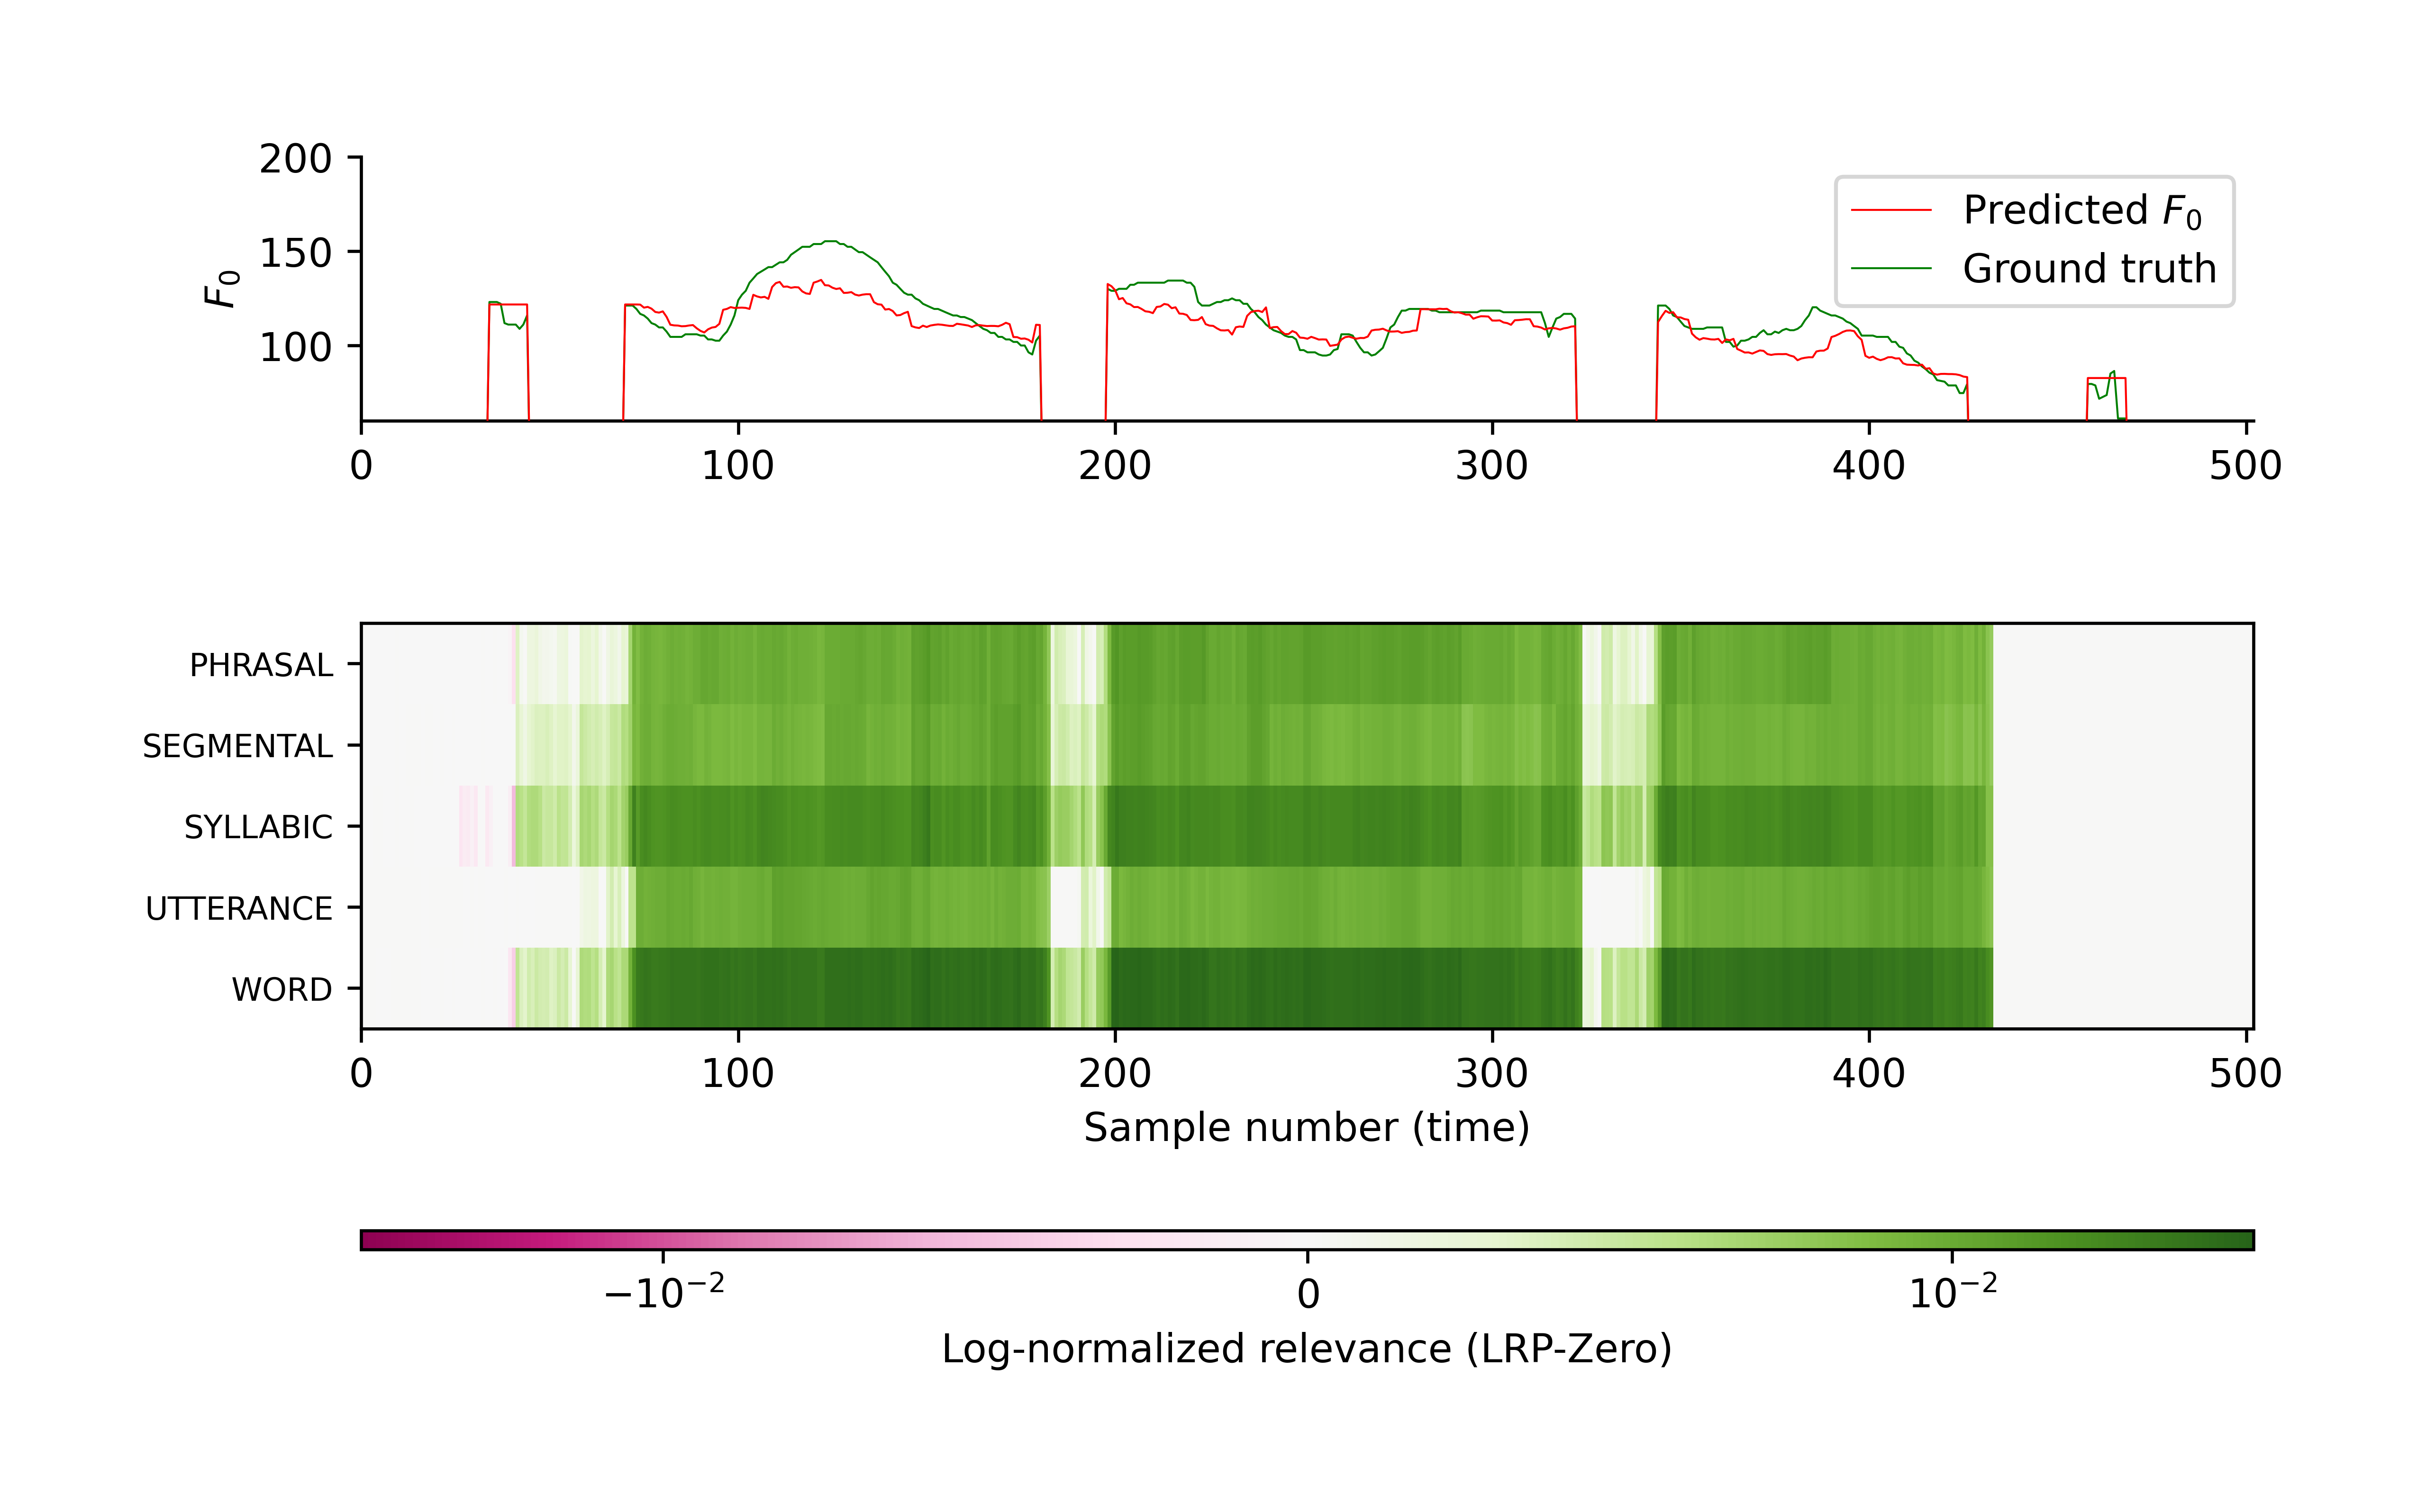 200
150
100
F₀
Predicted F₀
Ground truth
0 100 200 300 400 500
PHRASAL
SEGMENTAL
SYLLABIC
UTTERANCE
WORD
0 100 200 300 400 500
Sample number (time)
−10⁻² 0 10⁻²
Log-normalized relevance (LRP-Zero)